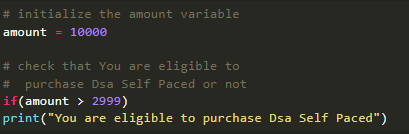 # initialize the amount variable
amount = 10000
# check that You are eligible to
#  purchase Dsa Self Paced or not
if(amount > 2999)
print("You are eligible to purchase Dsa Self Paced")